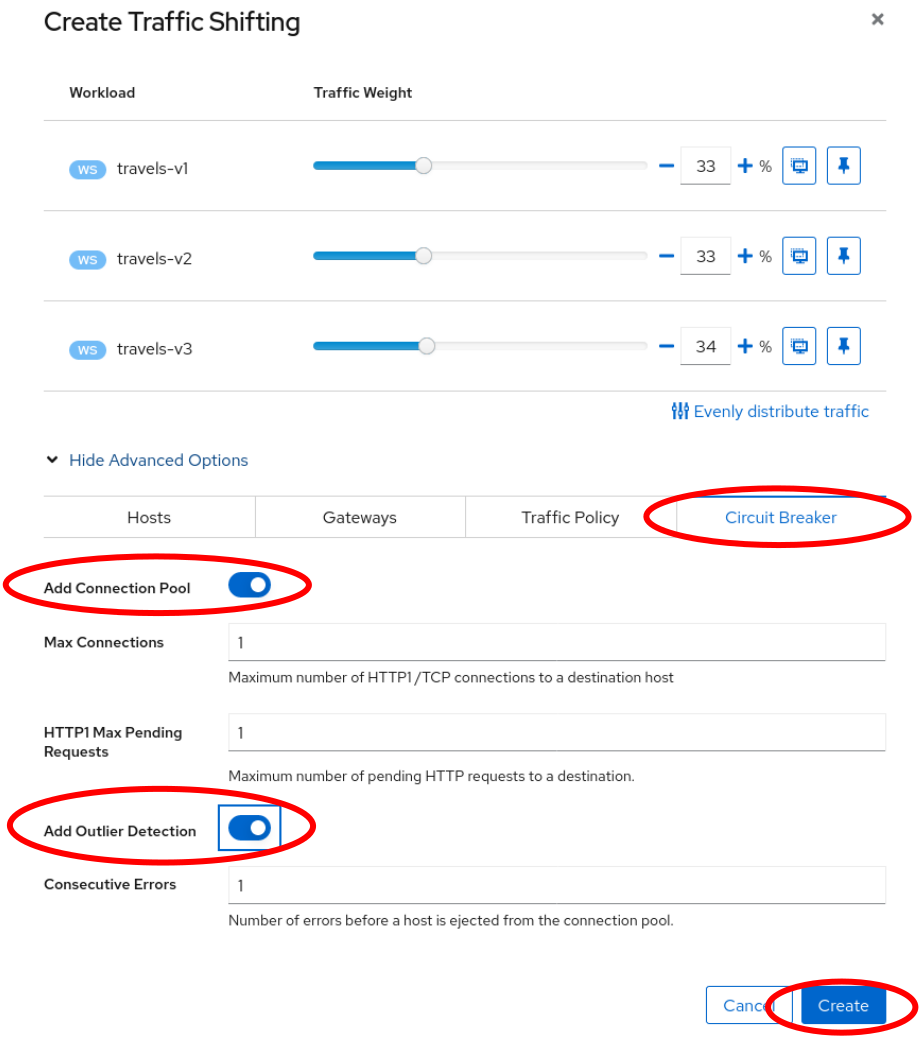 Create Traffic Shifting
Workload Traffic Weight
WS travels-v1 33 %
WS travels-v2 33 %
WS travels-v3 34 %
Evenly distribute traffic
Hide Advanced Options
Hosts Gateways Traffic Policy Circuit Breaker
Add Connection Pool
Max Connections 1
Maximum number of HTTP1/TCP connections to a destination host
HTTP1 Max Pending
Requests
1
Maximum number of pending HTTP requests to a destination.
Add Outlier Detection
Consecutive Errors 1
Number of errors before a host is ejected from the connection pool.
Cancel Create